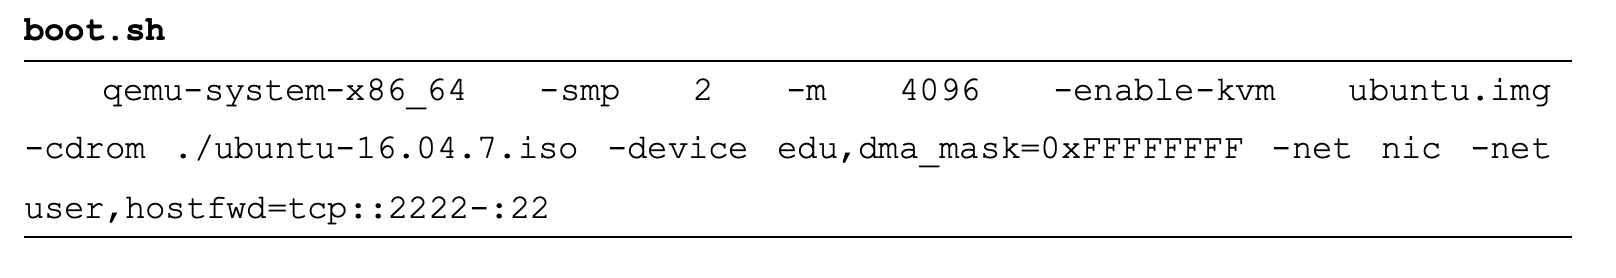 boot.sh
qemu-system-x86_64 -smp 2 -m 4096 -enable-kvm ubuntu.img
-cdrom ./ubuntu-16.04.7.iso -device edu,dma_mask=0xFFFFFFFF -net nic -net
user,hostfwd=tcp::2222-:22